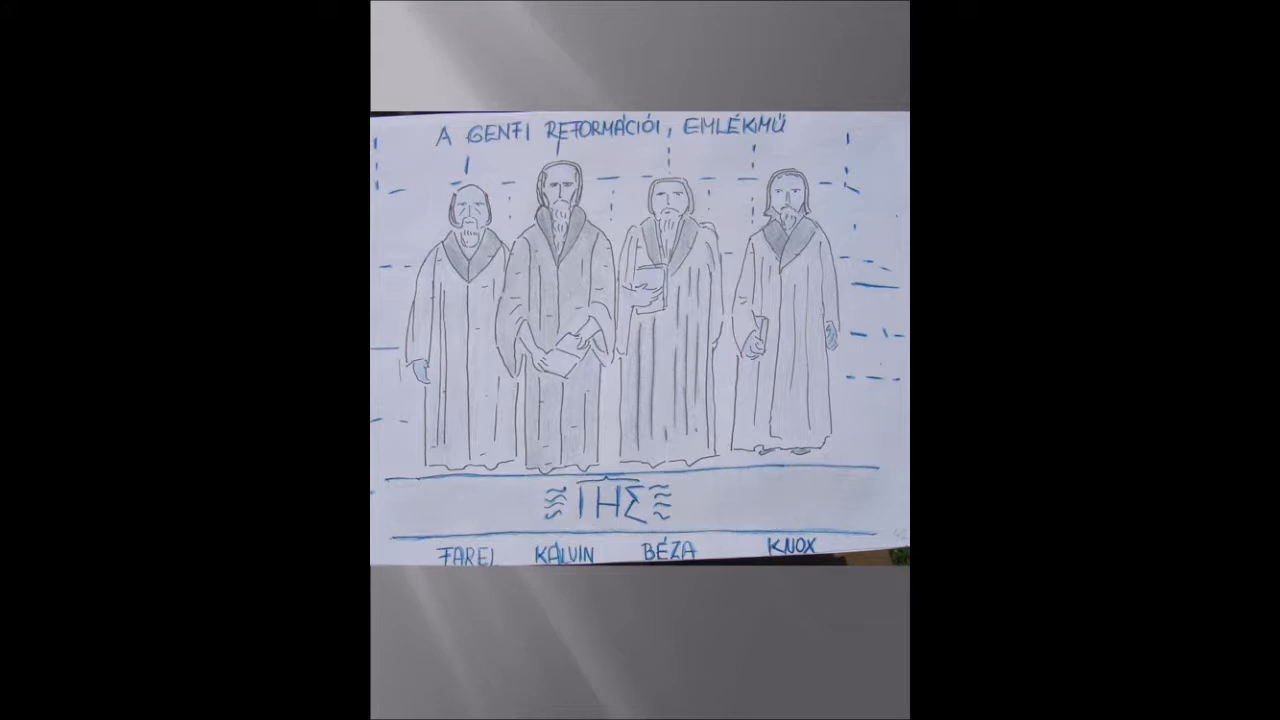 A GENFI REFORMÁCIÓI, EMLÉKMŰ
ΙΗΣ
FAREL KÁLVIN BÉZA KNOX